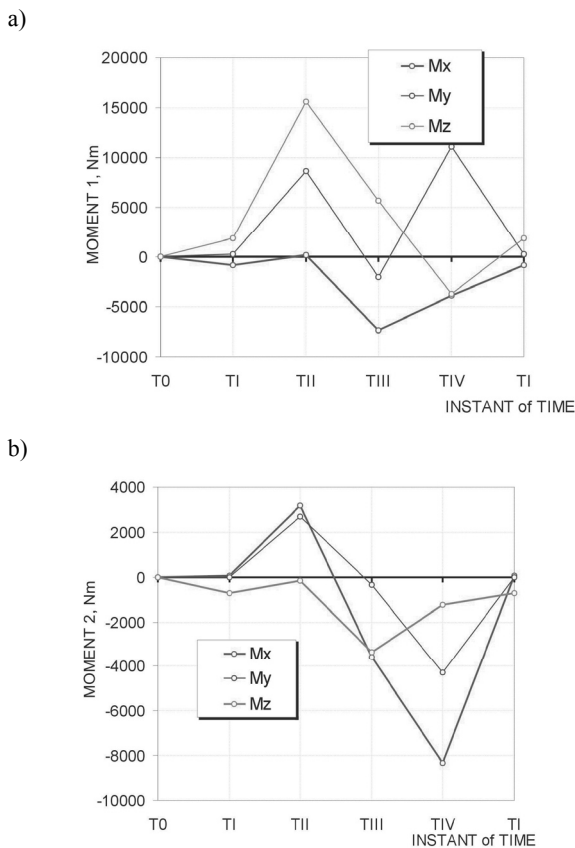 a)
20000
15000
10000
5000
0
-5000
-10000
MOMENT 1, Nm
Mx
My
Mz
T0 TI TII TIII TIV TI
INSTANT of TIME
b)
4000
2000
0
-2000
-4000
-6000
-8000
-10000
MOMENT 2, Nm
Mx
My
Mz
T0 TI TII TIII TIV TI
INSTANT of TIME